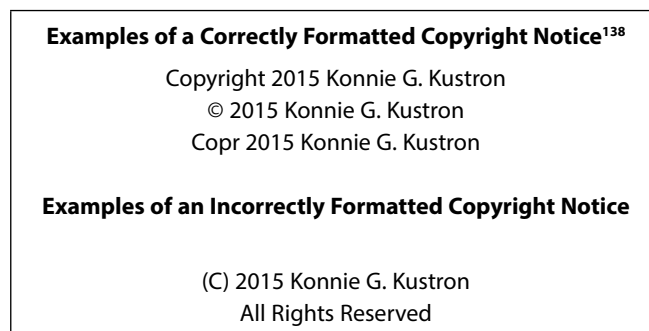 Examples of a Correctly Formatted Copyright Notice¹³⁸
Copyright 2015 Konnie G. Kustron
© 2015 Konnie G. Kustron
Copr 2015 Konnie G. Kustron
Examples of an Incorrectly Formatted Copyright Notice
(C) 2015 Konnie G. Kustron
All Rights Reserved